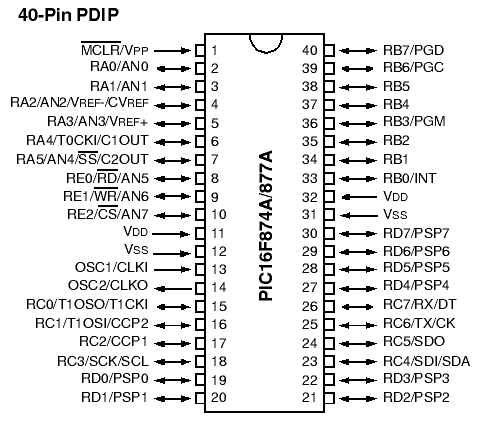 40-Pin PDIP
MCLR/VPP 1 40 RB7/PGD
RA0/AN0 2 39 RB6/PGC
RA1/AN1 3 38 RB5
RA2/AN2/VREF-/CVREF 4 37 RB4
RA3/AN3/VREF+ 5 36 RB3/PGM
RA4/T0CKI/C1OUT 6 35 RB2
RA5/AN4/SS/C2OUT 7 34 RB1
RE0/RD/AN5 8 33 RB0/INT
RE1/WR/AN6 9 32 VDD
RE2/CS/AN7 10 31 VSS
VDD 11 30 RD7/PSP7
VSS 12 29 RD6/PSP6
OSC1/CLKI 13 28 RD5/PSP5
OSC2/CLKO 14 27 RD4/PSP4
RC0/T1OSO/T1CKI 15 26 RC7/RX/DT
RC1/T1OSI/CCP2 16 25 RC6/TX/CK
RC2/CCP1 17 24 RC5/SDO
RC3/SCK/SCL 18 23 RC4/SDI/SDA
RD0/PSP0 19 22 RD3/PSP3
RD1/PSP1 20 21 RD2/PSP2
PIC16F874A/877A